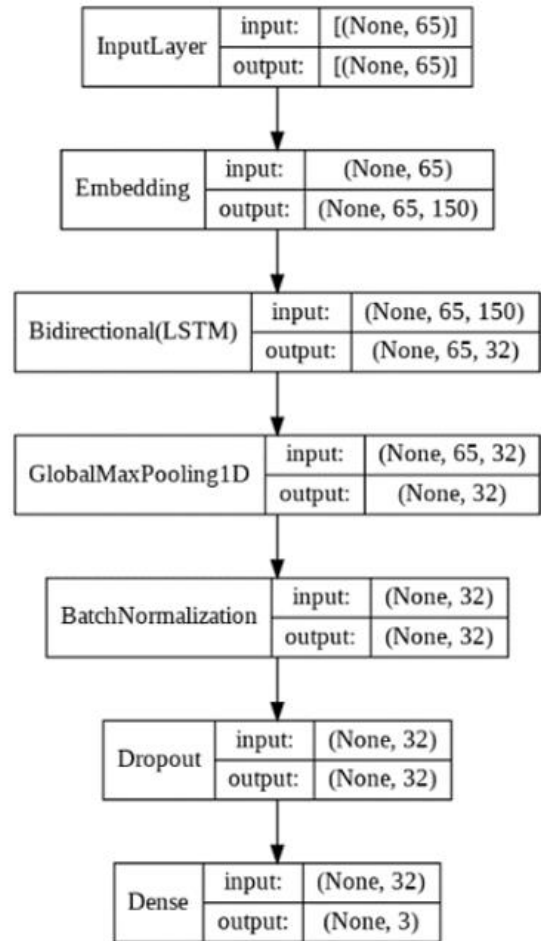 InputLayer input: [(None, 65)]
output: [(None, 65)]
Embedding input: (None, 65)
output: (None, 65, 150)
Bidirectional(LSTM) input: (None, 65, 150)
output: (None, 65, 32)
GlobalMaxPooling1D input: (None, 65, 32)
output: (None, 32)
BatchNormalization input: (None, 32)
output: (None, 32)
Dropout input: (None, 32)
output: (None, 32)
Dense input: (None, 32)
output: (None, 3)